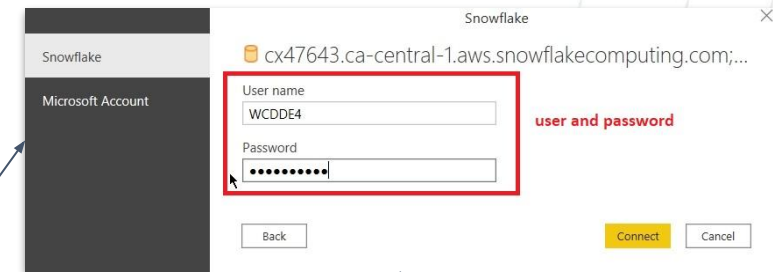 Snowflake
Snowflake
cx47643.ca-central-1.aws.snowflakecomputing.com;...
Microsoft Account
User name
WCDDE4
user and password
Password
••••••••••
Back
Connect
Cancel